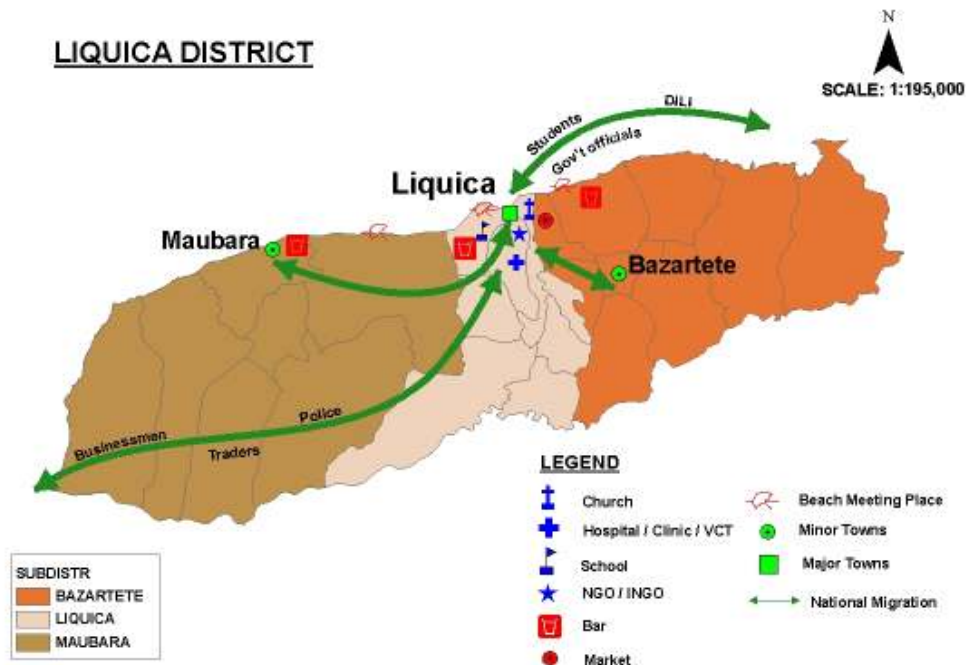 LIQUICA DISTRICT
N
SCALE: 1:195,000
DILI
Students
Gov't officials
Liquica
Maubara
Bazartete
Police
Businessmen
Traders
LEGEND
Church
Hospital / Clinic / VCT
School
NGO / INGO
Bar
Market
Beach Meeting Place
Minor Towns
Major Towns
National Migration
SUBDISTR
BAZARTETE
LIQUICA
MAUBARA